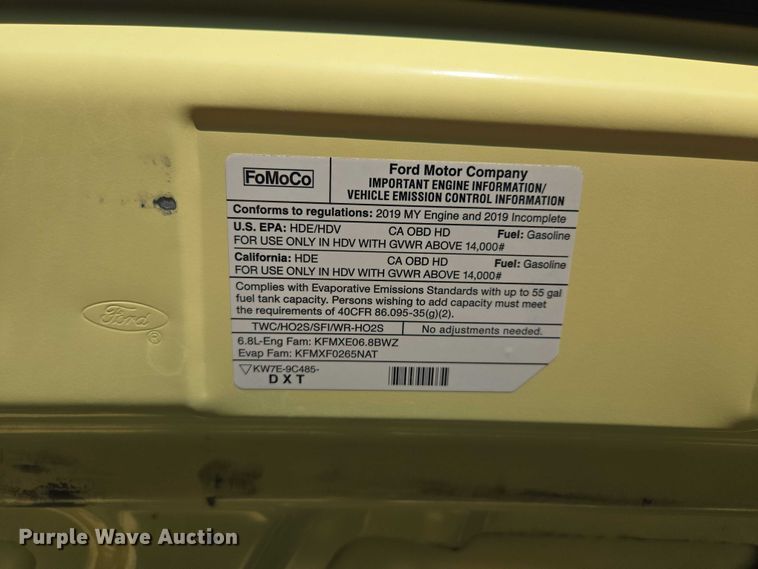 FoMoCo
Ford Motor Company
IMPORTANT ENGINE INFORMATION/
VEHICLE EMISSION CONTROL INFORMATION
Conforms to regulations: 2019 MY Engine and 2019 Incomplete
U.S. EPA: HDE/HDV CA OBD HD Fuel: Gasoline
FOR USE ONLY IN HDV WITH GVWR ABOVE 14,000#
California: HDE CA OBD HD Fuel: Gasoline
FOR USE ONLY IN HDV WITH GVWR ABOVE 14,000#
Complies with Evaporative Emissions Standards with up to 55 gal
fuel tank capacity. Persons wishing to add capacity must meet
the requirements of 40CFR 86.095-35(g)(2).
TWC/HO2S/SFI/WR-HO2S No adjustments needed.
6.8L-Eng Fam: KFMXE06.8BWZ
Evap Fam: KFMXF0265NAT
KW7E-9C485-
DXT
Ford ®
Purple Wave Auction